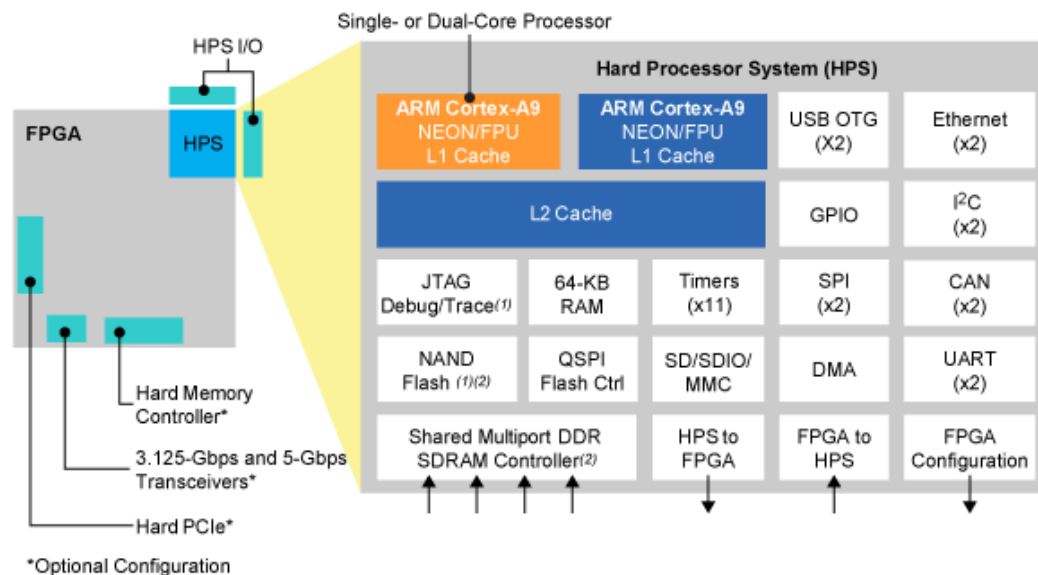 Single- or Dual-Core Processor
HPS I/O
FPGA
HPS
Hard Memory
Controller*
3.125-Gbps and 5-Gbps
Transceivers*
Hard PCIe*
*Optional Configuration
Hard Processor System (HPS)
ARM Cortex-A9
NEON/FPU
L1 Cache
ARM Cortex-A9
NEON/FPU
L1 Cache
USB OTG
(X2)
Ethernet
(x2)
L2 Cache
GPIO
I²C
(x2)
JTAG
Debug/Trace(1)
64-KB
RAM
Timers
(x11)
SPI
(x2)
CAN
(x2)
NAND
Flash (1)(2)
QSPI
Flash Ctrl
SD/SDIO/
MMC
DMA
UART
(x2)
Shared Multiport DDR
SDRAM Controller(2)
HPS to
FPGA
FPGA to
HPS
FPGA
Configuration